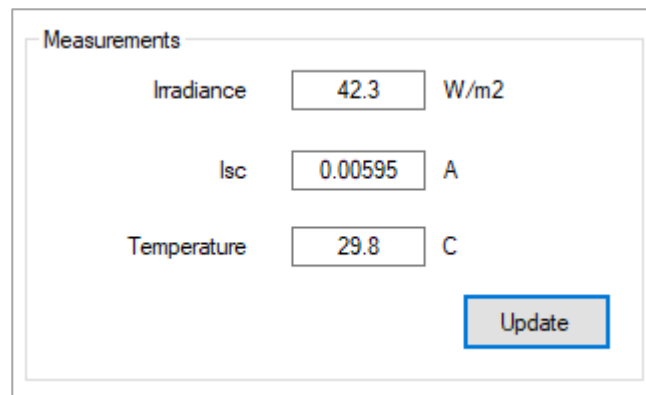 Measurements
Irradiance 42.3 W/m2
Isc 0.00595 A
Temperature 29.8 C
Update